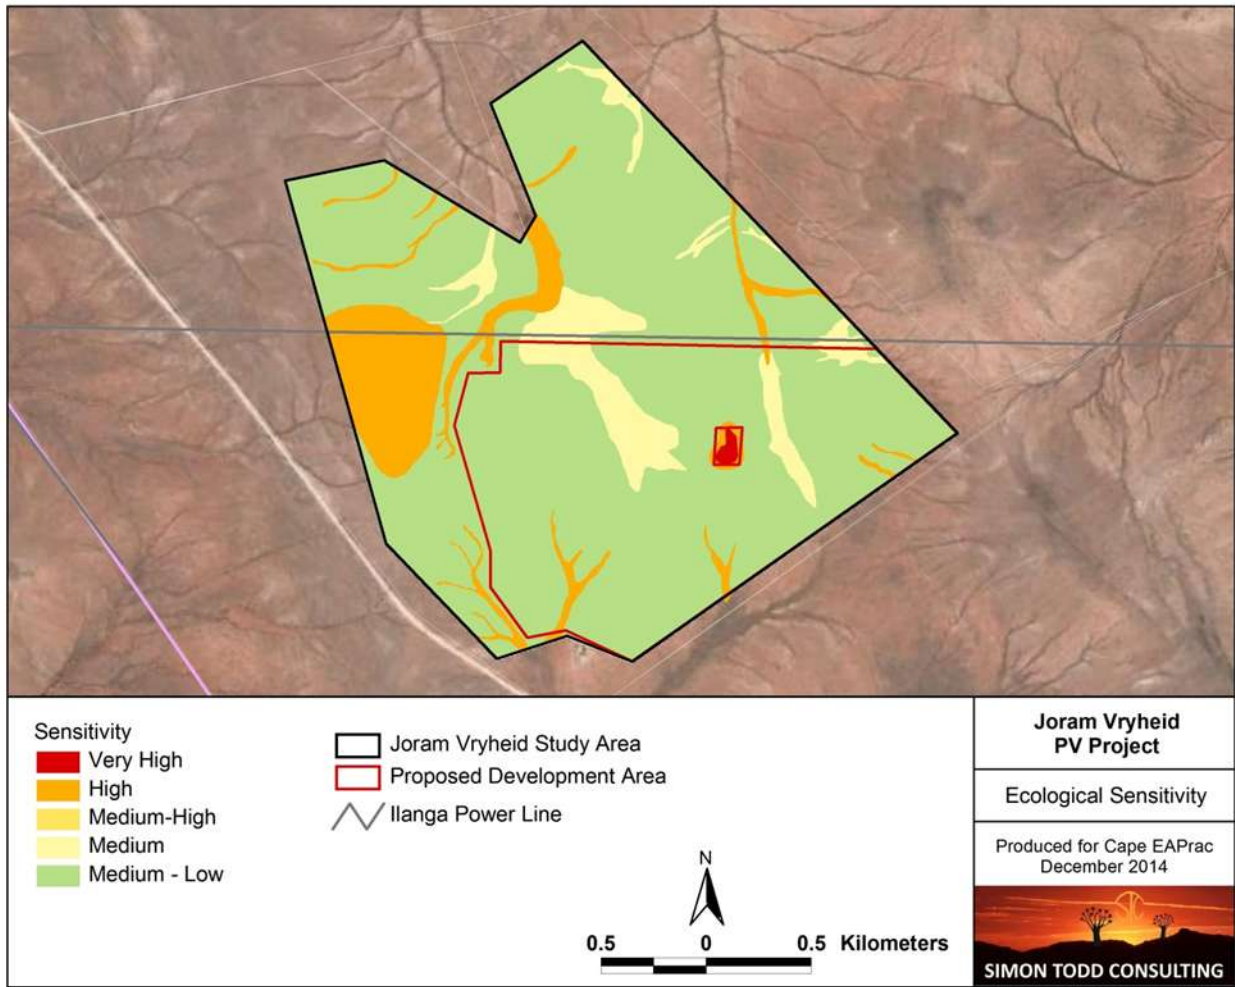 Sensitivity
Very High
High
Medium-High
Medium
Medium - Low
Joram Vryheid Study Area
Proposed Development Area
Ilanga Power Line
N
0.5 0 0.5 Kilometers
Joram Vryheid
PV Project
Ecological Sensitivity
Produced for Cape EAPrac
December 2014
SIMON TODD CONSULTING